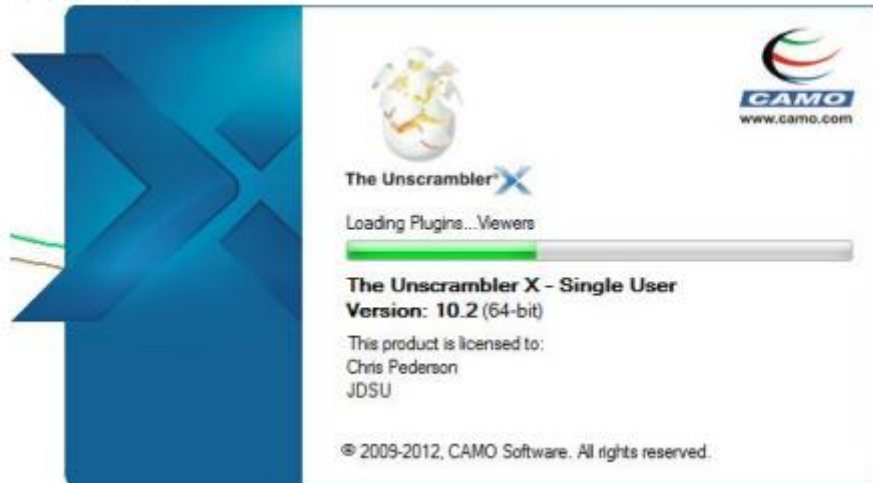 CAMO
www.camo.com
The Unscrambler® X
Loading Plugins...Viewers
The Unscrambler X - Single User
Version: 10.2 (64-bit)
This product is licensed to:
Chris Pederson
JDSU
© 2009-2012, CAMO Software. All rights reserved.